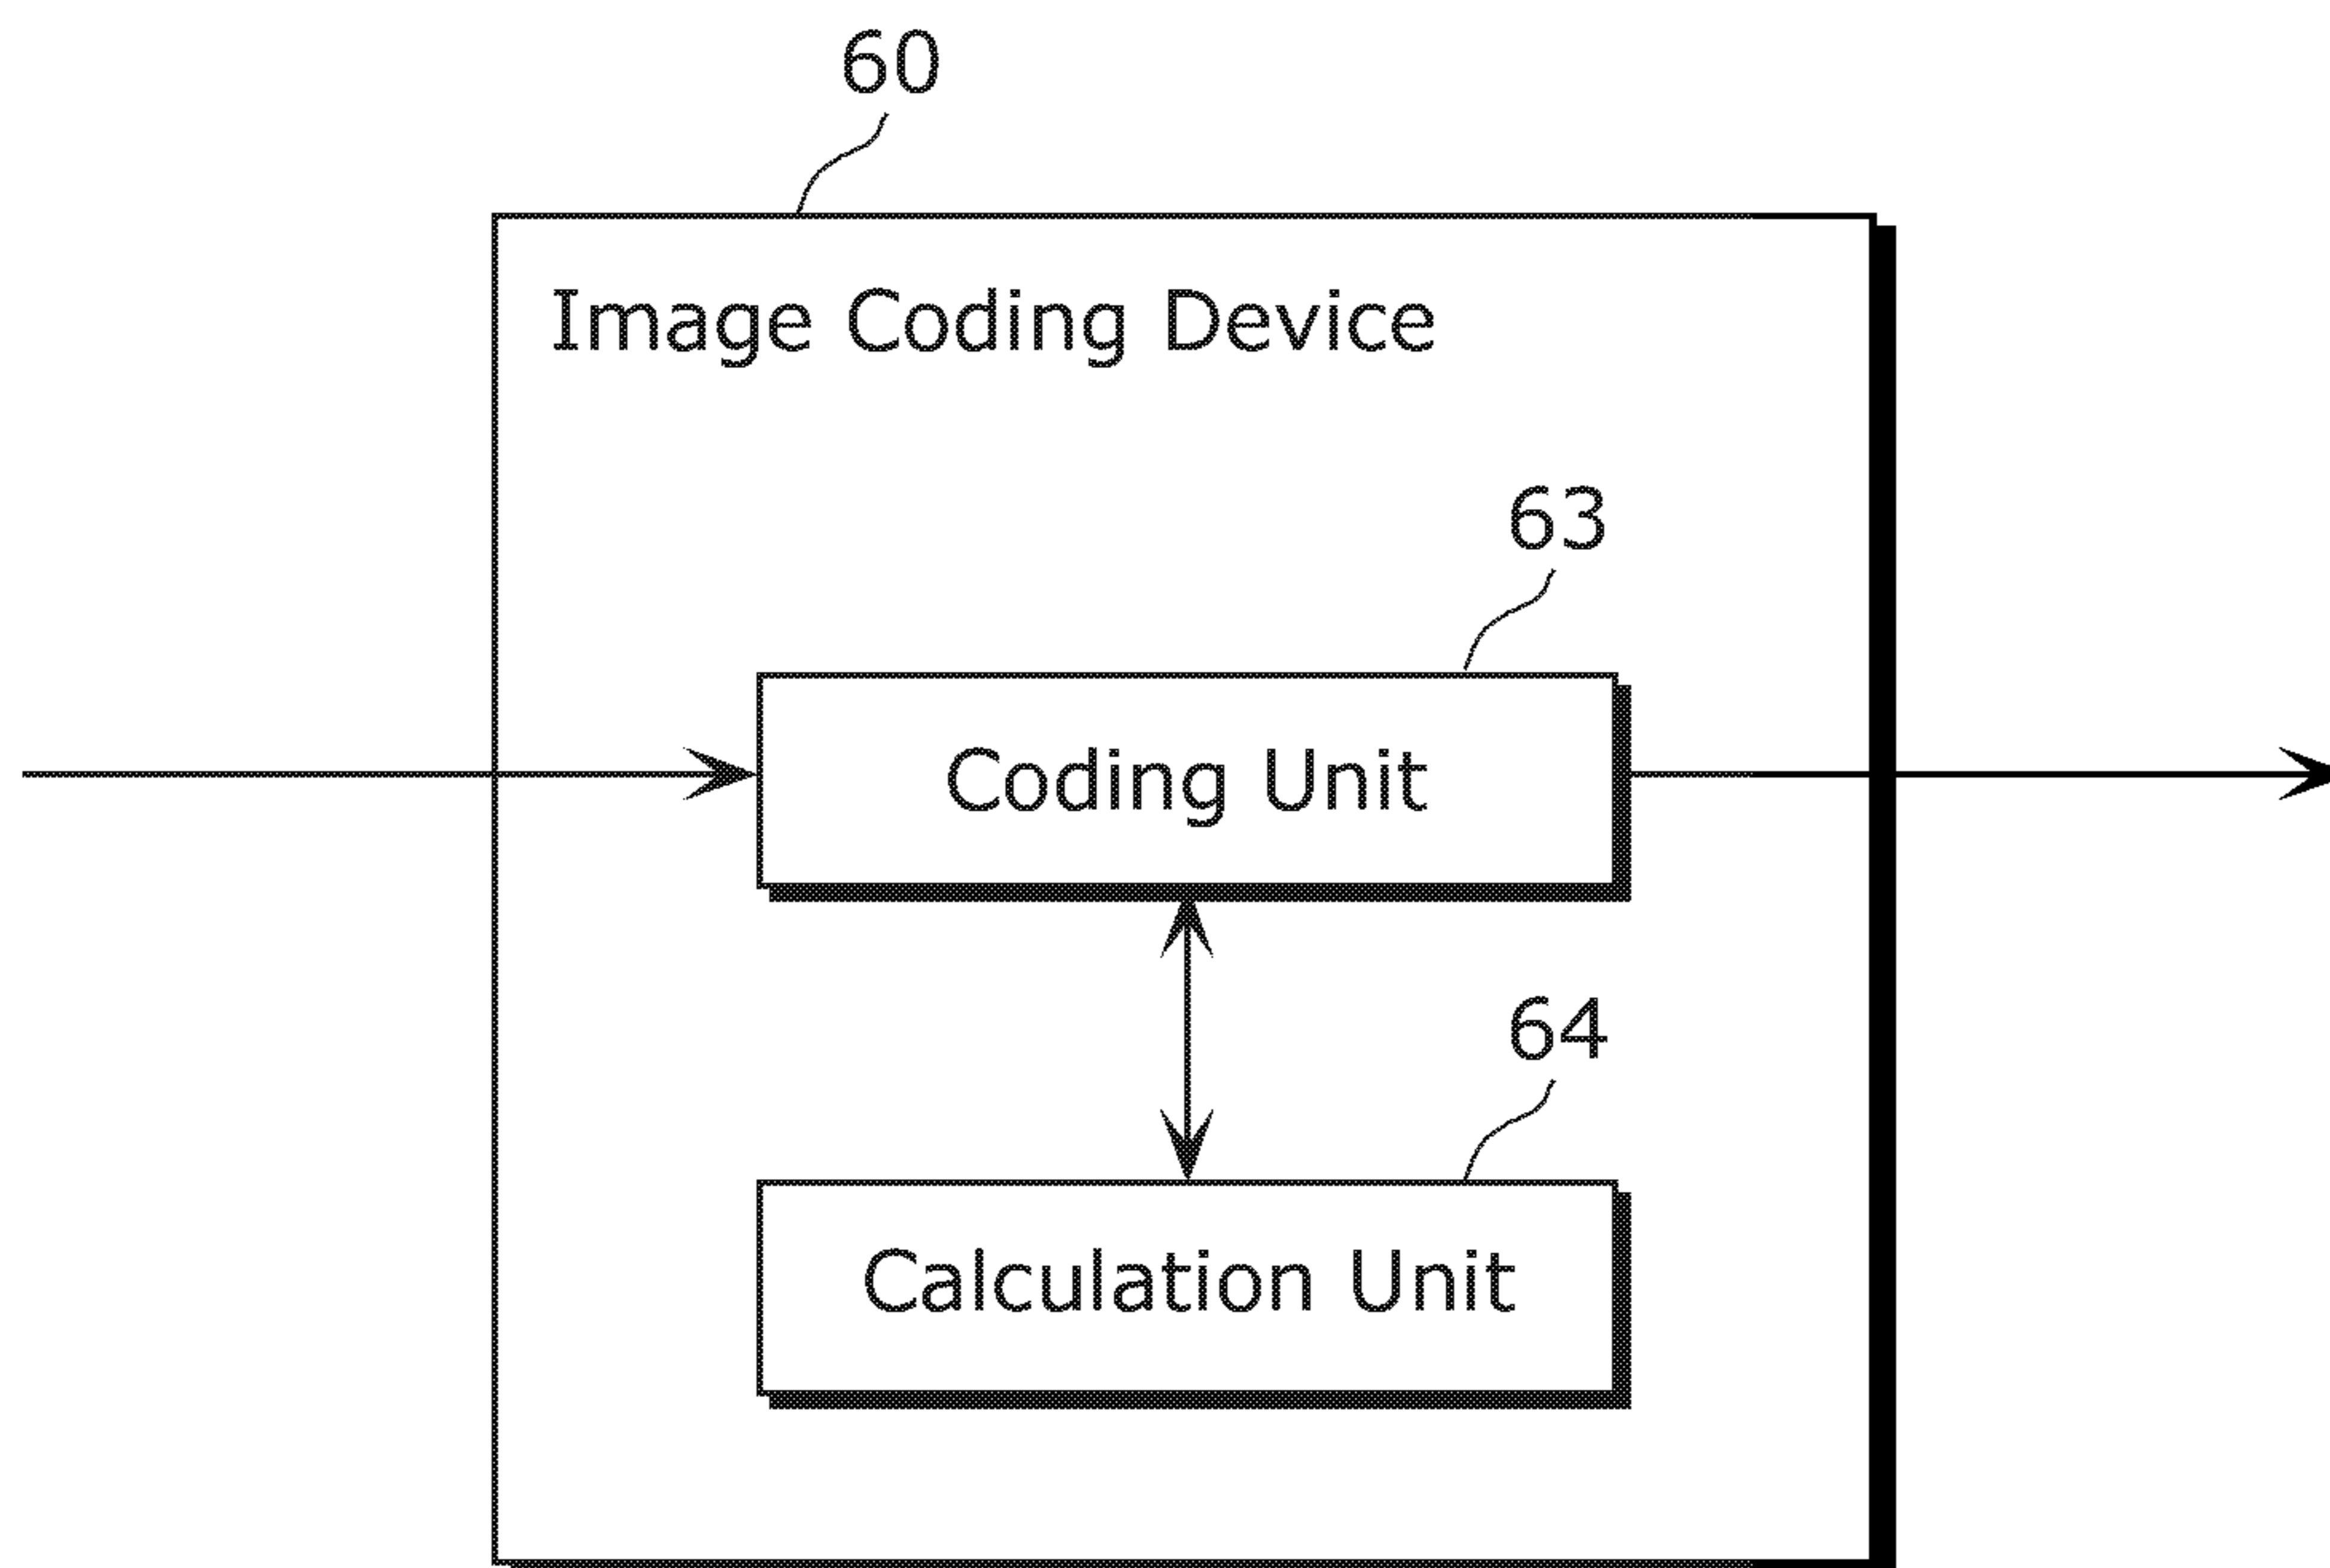 60
Image Coding Device
63
Coding Unit
64
Calculation Unit